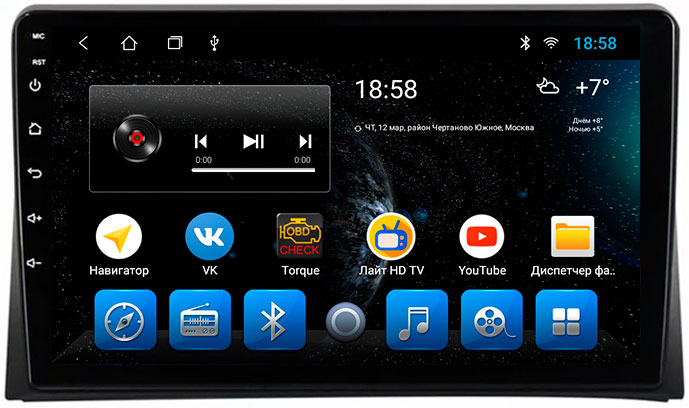 MIC
18:58
RST
18:58
+7°
ЧТ, 12 мар, район Чертаново Южное, Москва
Днём +8°
Ночью +5°
0:00
0:00
Навигатор
VK
OBD
CHECK
Torque
Лайт HD TV
YouTube
Диспетчер фа..